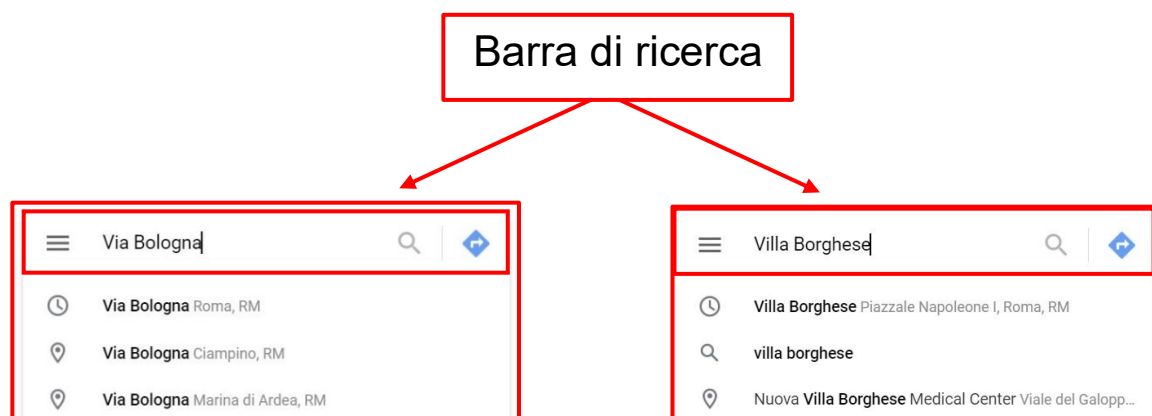 Barra di ricerca
Via Bologna
Via Bologna Roma, RM
Via Bologna Ciampino, RM
Via Bologna Marina di Ardea, RM
Villa Borghese
Villa Borghese Piazzale Napoleone I, Roma, RM
villa borghese
Nuova Villa Borghese Medical Center Viale del Galopp...